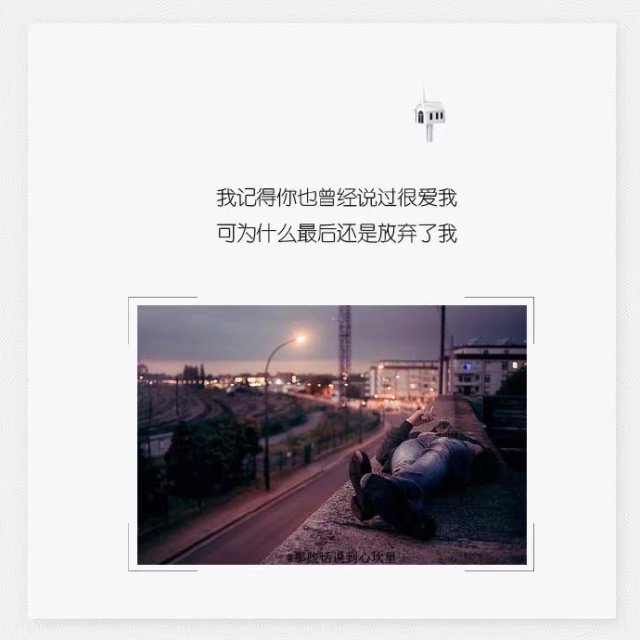 我记得你也曾经说过很爱我
可为什么最后还是放弃了我
@那些话说到心坎里